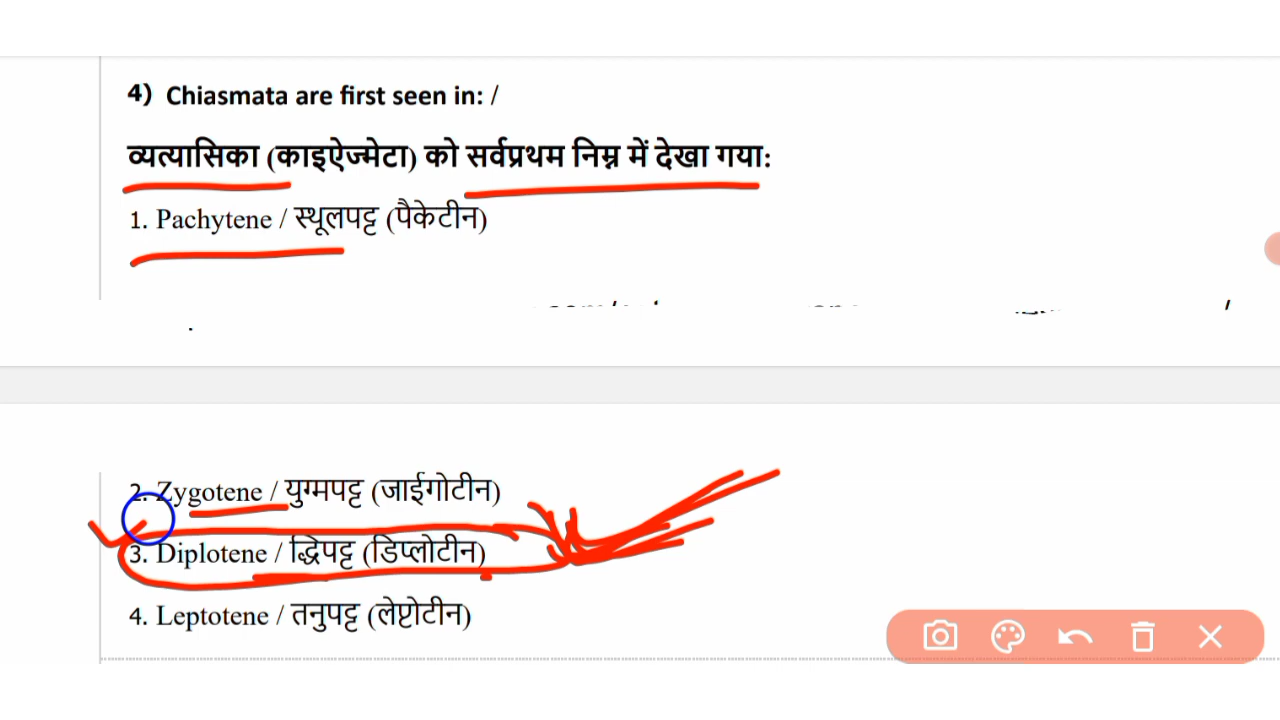 4) Chiasmata are first seen in: /
व्यत्यासिका (काइऐज्मेटा) को सर्वप्रथम निम्न में देखा गया:
1. Pachytene / स्थूलपट्ट (पैकेटीन)
2. Zygotene / युग्मपट्ट (जाईगोटीन)
3. Diplotene / द्धिपट्ट (डिप्लोटीन)
4. Leptotene / तनुपट्ट (लेप्टोटीन)